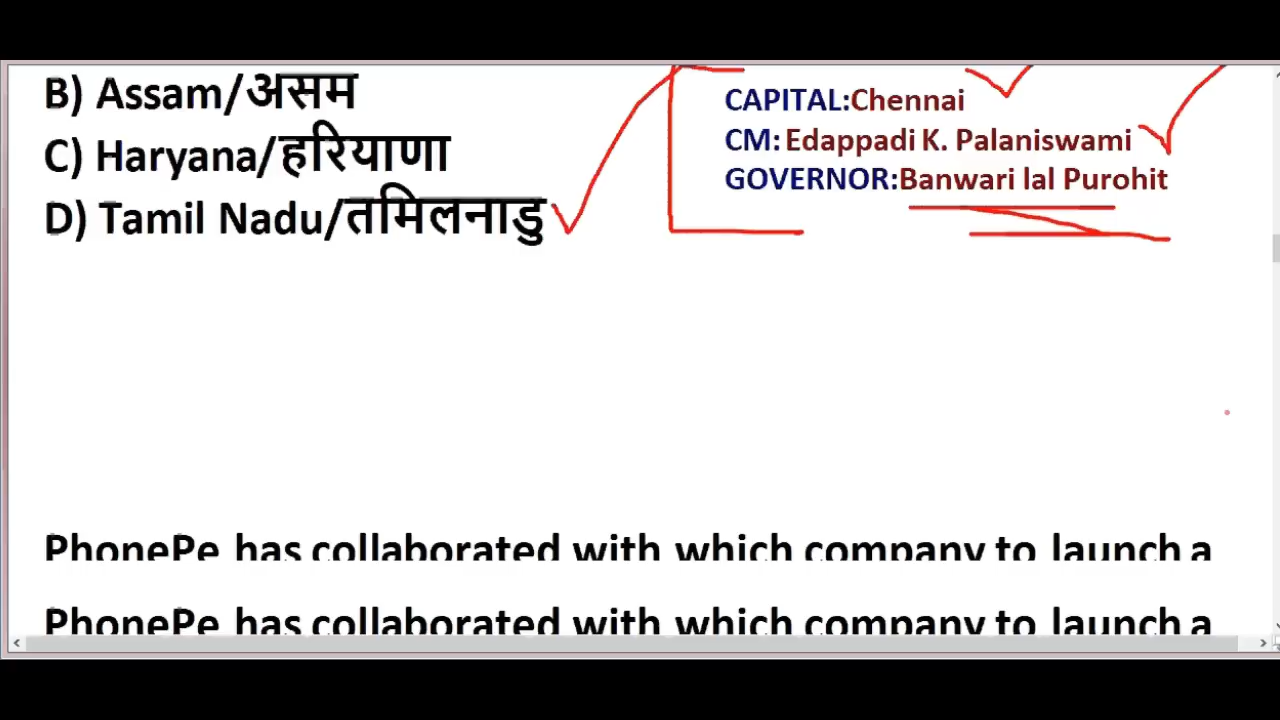 B) Assam/असम
C) Haryana/हरियाणा
D) Tamil Nadu/तमिलनाडु
CAPITAL:Chennai
CM: Edappadi K. Palaniswami
GOVERNOR:Banwari lal Purohit
PhonePe has collaborated with which company to launch a
PhonePe has collaborated with which company to launch a